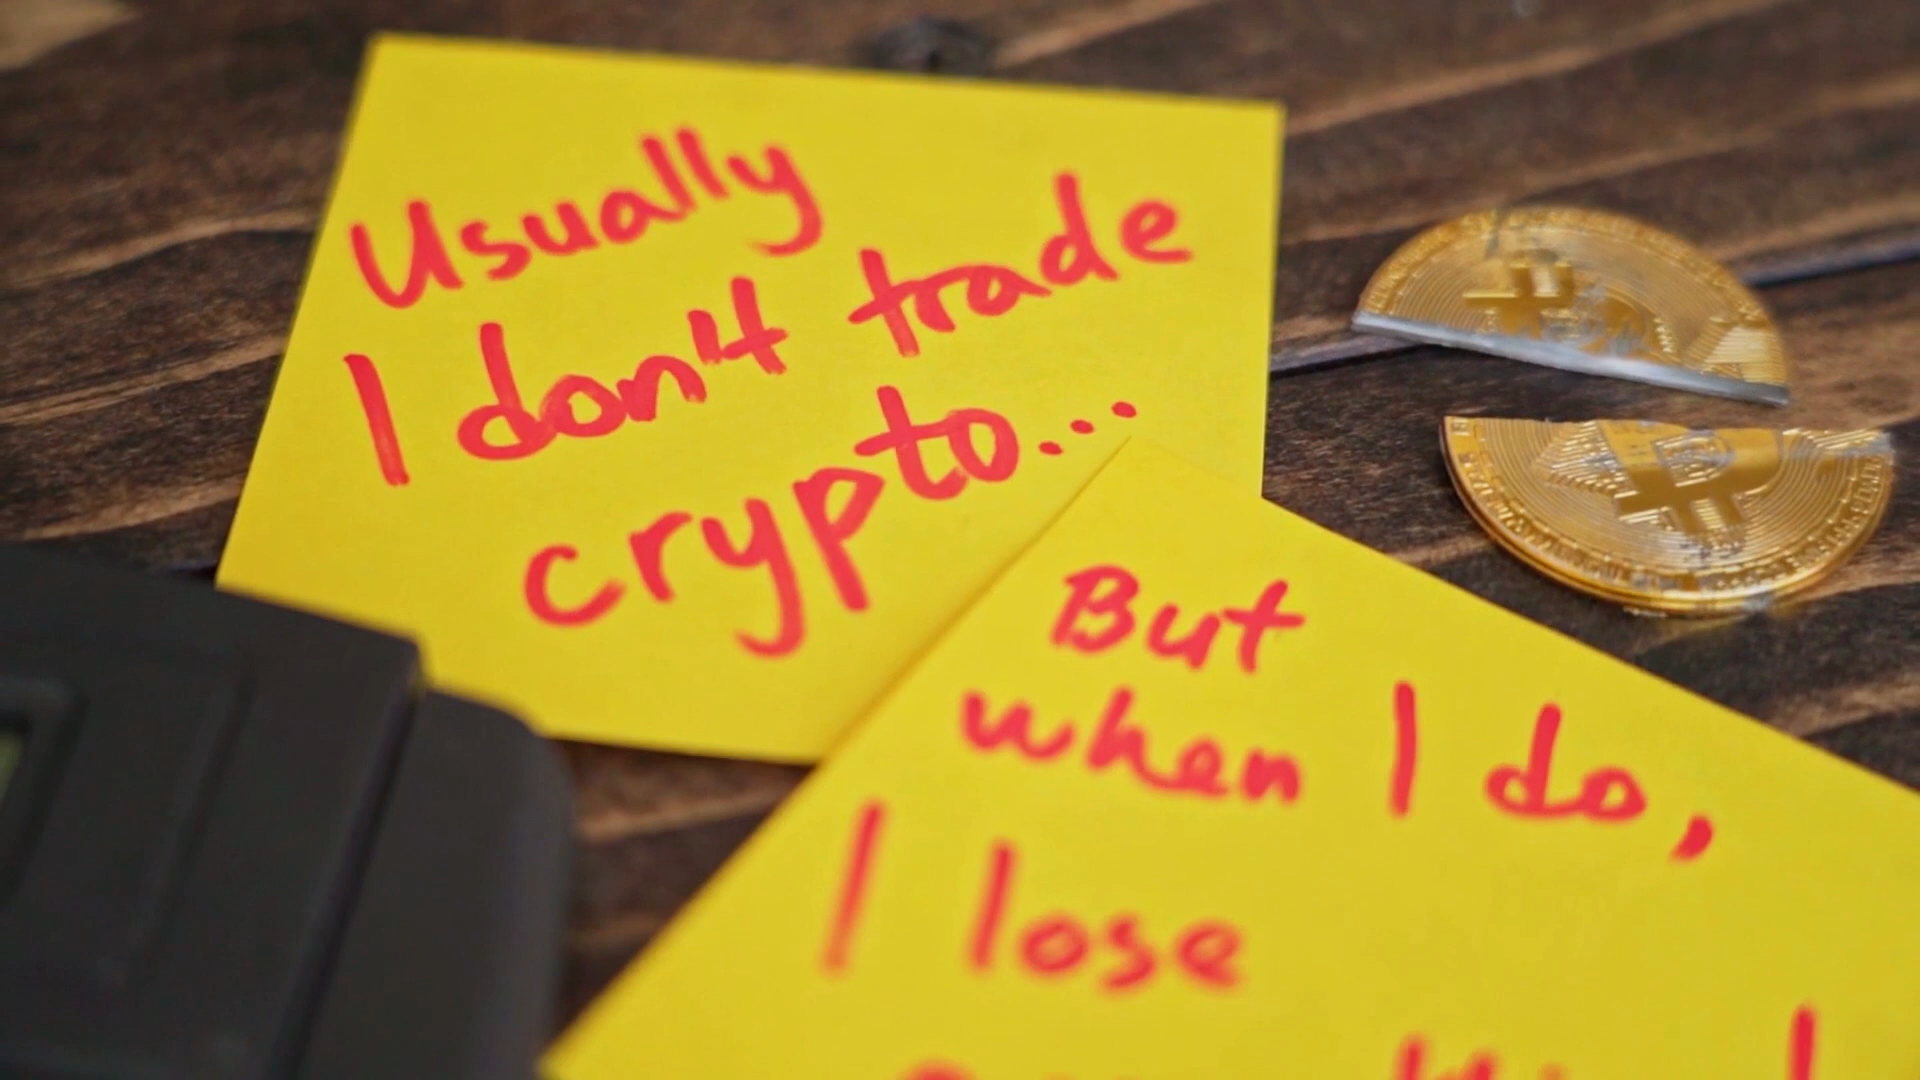 Usually
I don't trade
crypto...
But
when I do,
I lose